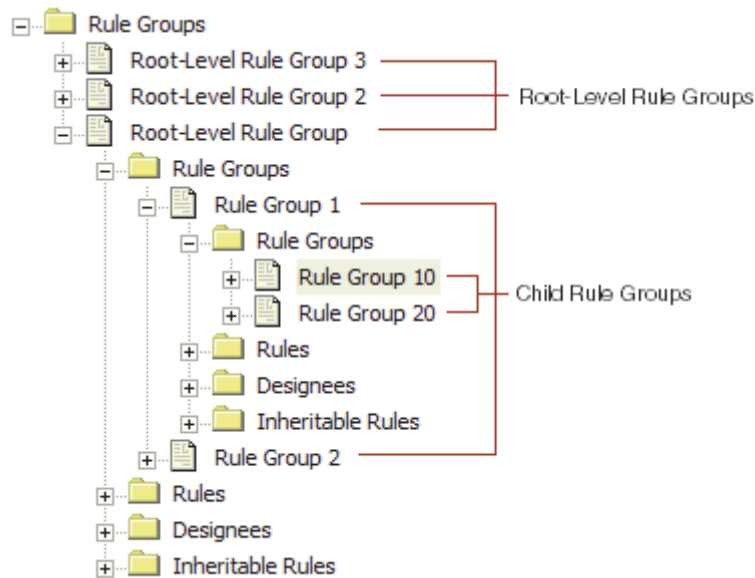 Rule Groups
Root-Level Rule Group 3
Root-Level Rule Group 2
Root-Level Rule Groups
Root-Level Rule Group
Rule Groups
Rule Group 1
Rule Groups
Rule Group 10
Child Rule Groups
Rule Group 20
Rules
Designees
Inheritable Rules
Rule Group 2
Rules
Designees
Inheritable Rules